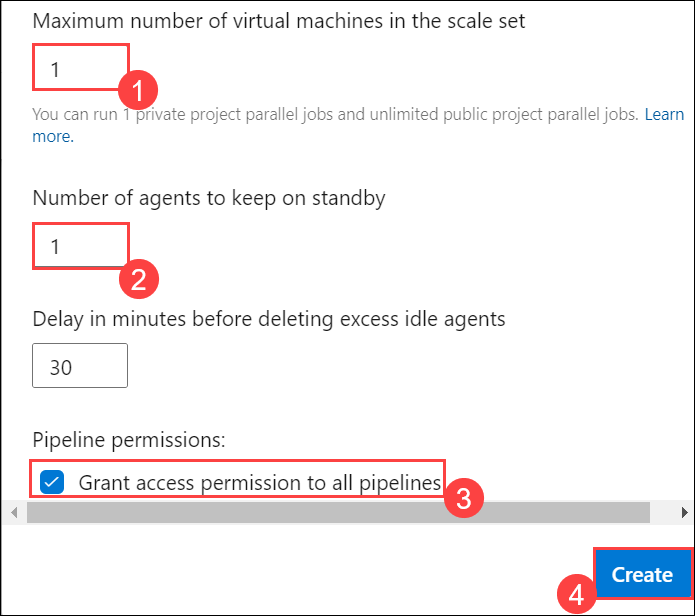 Maximum number of virtual machines in the scale set
1
1
You can run 1 private project parallel jobs and unlimited public project parallel jobs. Learn
more.
Number of agents to keep on standby
1
2
Delay in minutes before deleting excess idle agents
30
Pipeline permissions:
Grant access permission to all pipelines
3
Create
4